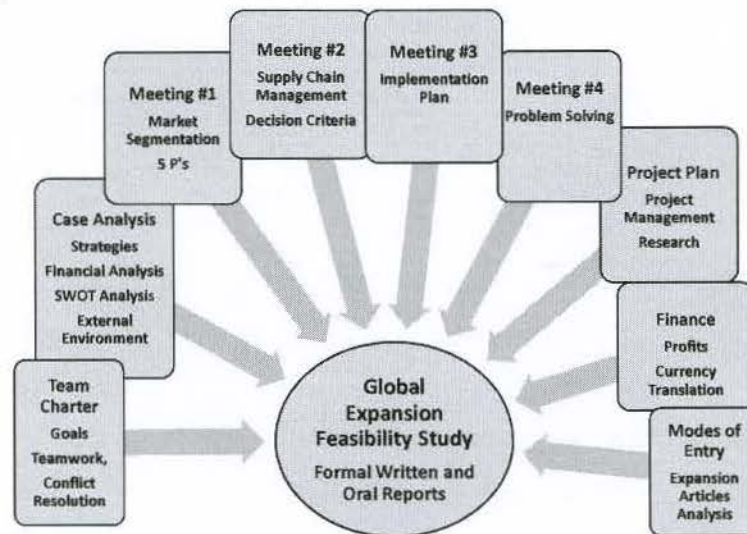 Team
Charter
Goals
Teamwork,
Conflict
Resolution
Case Analysis
Strategies
Financial Analysis
SWOT Analysis
External
Environment
Meeting #1
Market
Segmentation
5 P's
Meeting #2
Supply Chain
Management
Decision Criteria
Meeting #3
Implementation
Plan
Meeting #4
Problem Solving
Project Plan
Project
Management
Research
Finance
Profits
Currency
Translation
Modes of
Entry
Expansion
Articles
Analysis
Global
Expansion
Feasibility Study
Formal Written and
Oral Reports